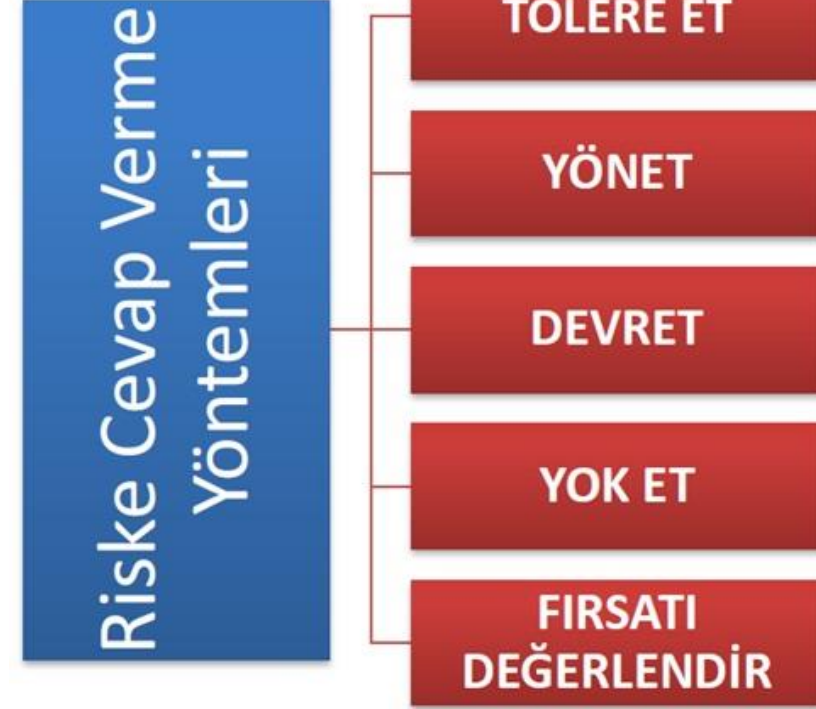 Riske Cevap Verme
Yöntemleri
TOLERE ET
YÖNET
DEVRET
YOK ET
FIRSATI
DEĞERLENDİR